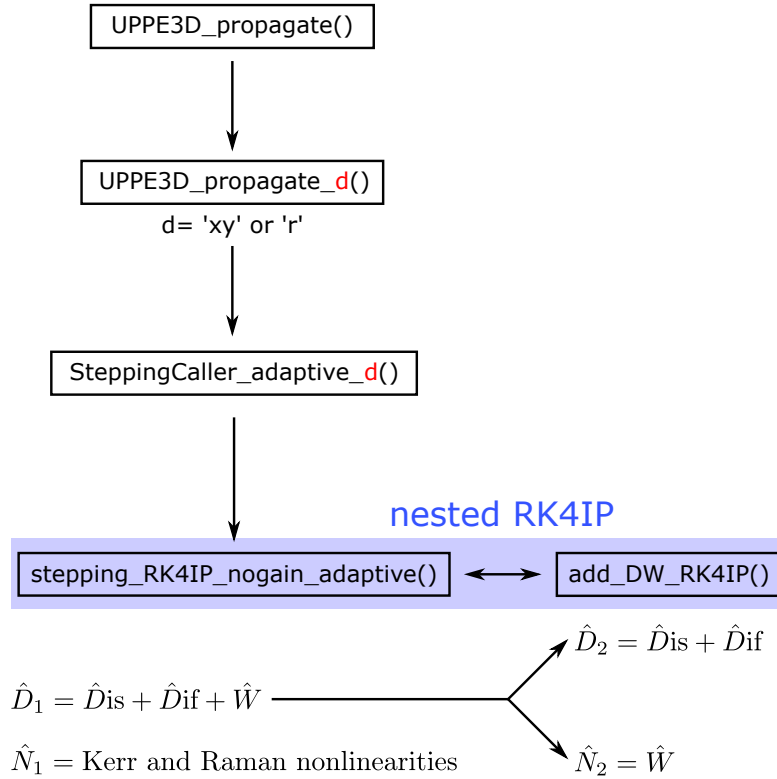 UPPE3D_propagate()
UPPE3D_propagate_d()
d= 'xy' or 'r'
SteppingCaller_adaptive_d()
nested RK4IP
stepping_RK4IP_nogain_adaptive()
add_DW_RK4IP()
D̂₂ = D̂is + D̂if
D̂₁ = D̂is + D̂if + Ŵ
N̂₁ = Kerr and Raman nonlinearities
N̂₂ = Ŵ